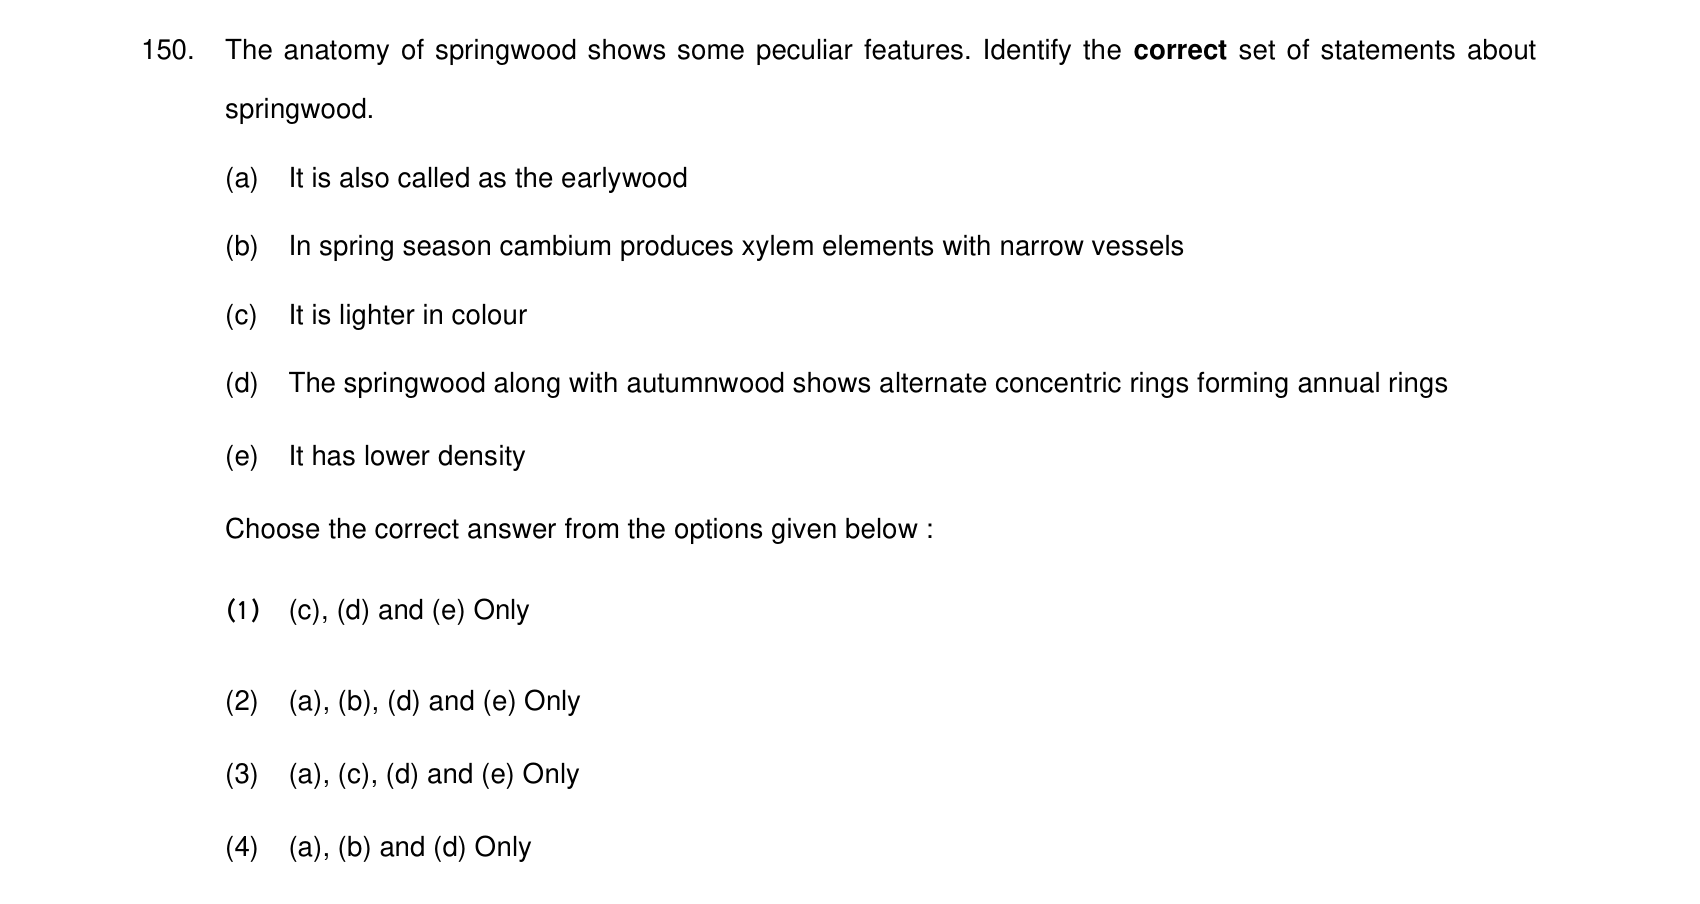 150. The anatomy of springwood shows some peculiar features. Identify the correct set of statements about
springwood.
(a) It is also called as the earlywood
(b) In spring season cambium produces xylem elements with narrow vessels
(c) It is lighter in colour
(d) The springwood along with autumnwood shows alternate concentric rings forming annual rings
(e) It has lower density
Choose the correct answer from the options given below :
(1) (c), (d) and (e) Only
(2) (a), (b), (d) and (e) Only
(3) (a), (c), (d) and (e) Only
(4) (a), (b) and (d) Only